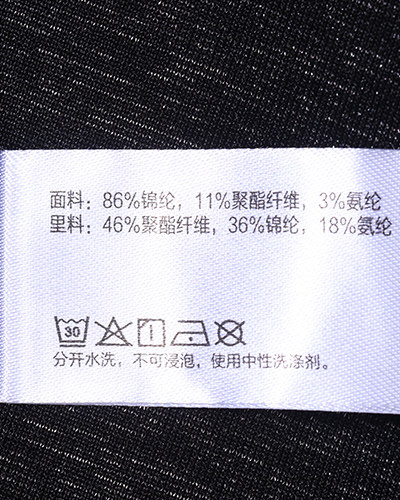 面料：86%锦纶，11%聚酯纤维，3%氨纶
里料：46%聚酯纤维，36%锦纶，18%氨纶
30
分开水洗，不可浸泡，使用中性洗涤剂。